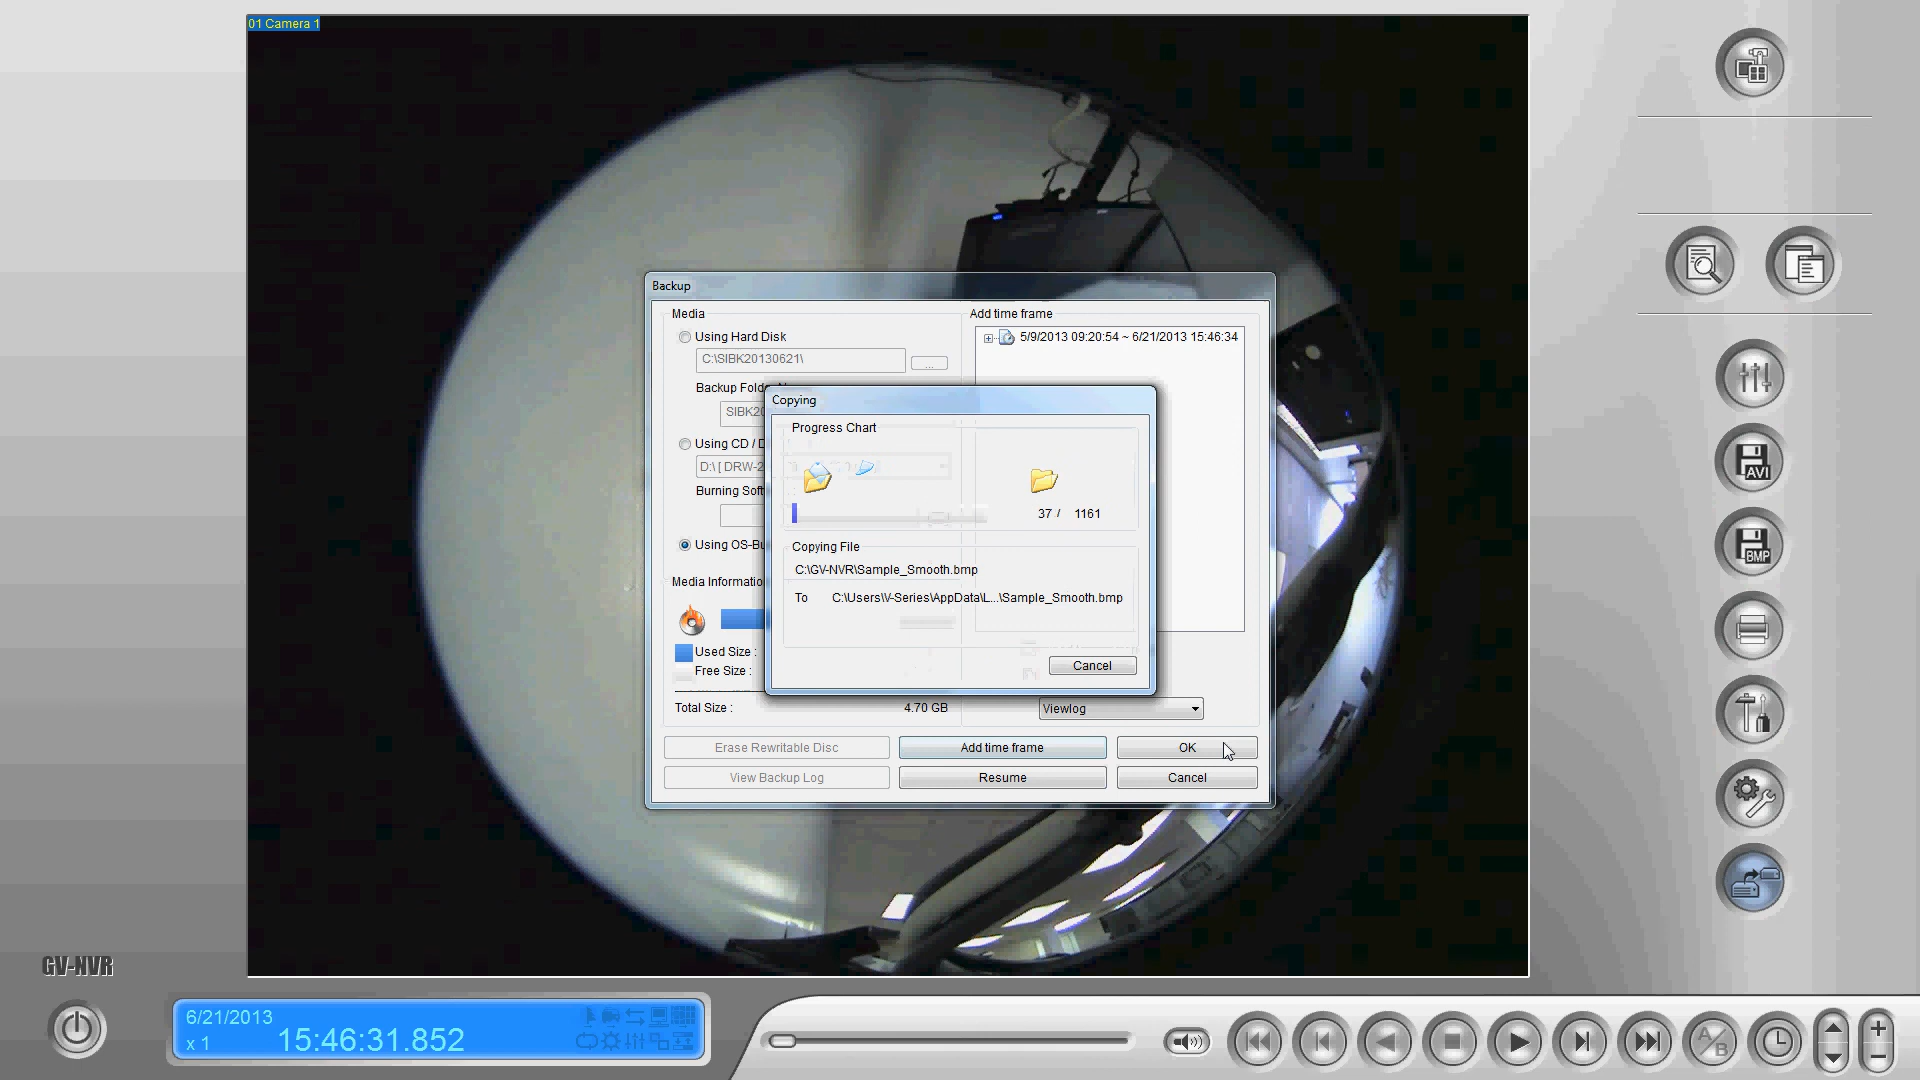 01 Camera 1
Backup
Media
Using Hard Disk
C:\SIBK20130621\
...
Backup Folde
SIBK20
Using CD / D
D:\ [ DRW-2
Burning Soft
Using OS-Bu
Media Informatio
Used Size :
Free Size :
Total Size :
4.70 GB
Add time frame
5/9/2013 09:20:54 ~ 6/21/2013 15:46:34
Copying
Progress Chart
37 / 1161
Copying File
C:\GV-NVR\Sample_Smooth.bmp
To C:\Users\V-Series\AppData\L...\Sample_Smooth.bmp
Cancel
Viewlog
Erase Rewritable Disc
Add time frame
OK
View Backup Log
Resume
Cancel
AVI
BMP
GV-NVR
6/21/2013
x 1 15:46:31.852
A/B